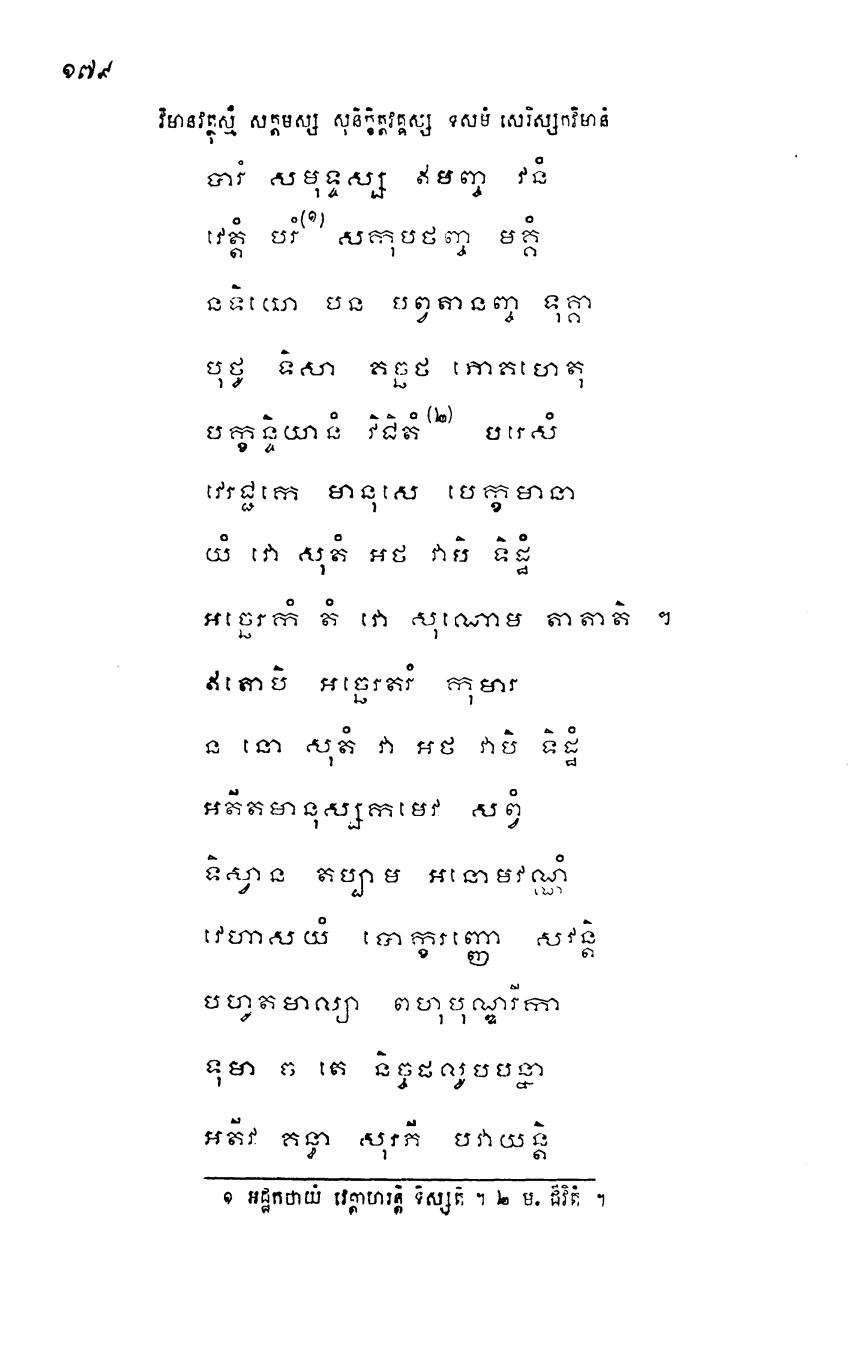 ១៧៩
វិមានវត្ថុស្មឹ សត្តមស្ស សុនិក្ខិត្តវគ្គស្ស ទសមំ សេរិស្សកវិមានំ
បារំ សមុទ្ទស្ស ឥមញ្ច វនំ
វេត្តំ បរំ(១) សកុបថញ្ច មគ្គំ
នទិយោ បន បព្វតានញ្ច ទុគ្គា
បុថូ ទិសា គច្ឆថ ភោគហេតុ
បក្ខន្ទិយានំ វិជិតំ(២) បរេសំ
វេរជ្ជកេ មានុសេ បេក្ខមានា
យំ វោ សុតំ អថ វាបិ ទិដ្ឋំ
អច្ឆេរកំ តំ វោ សុណោម តាតាតិ ។
ឥតោបិ អច្ឆេរតរំ កុមារ
ន នោ សុតំ វា អថ វាបិ ទិដ្ឋំ
អតីតមានុស្សកមេវ សព្វំ
ទិស្វាន តប្បាម អនោមវណ្ណំ
វេហាសយំ បោក្ខរញ្ញោ សវន្តិ
បហូតមាល្យា ពហុបុណ្ឌរីកា
ទុមា ច តេ និច្ចផលូបបន្នា
អតីវ គន្ធា សុរភី បវាយន្តិ
១ អដ្ឋកថាយំ វេត្តាហរន្តិ ទិស្សតិ ។ ២ ម. ជីវិតំ ។